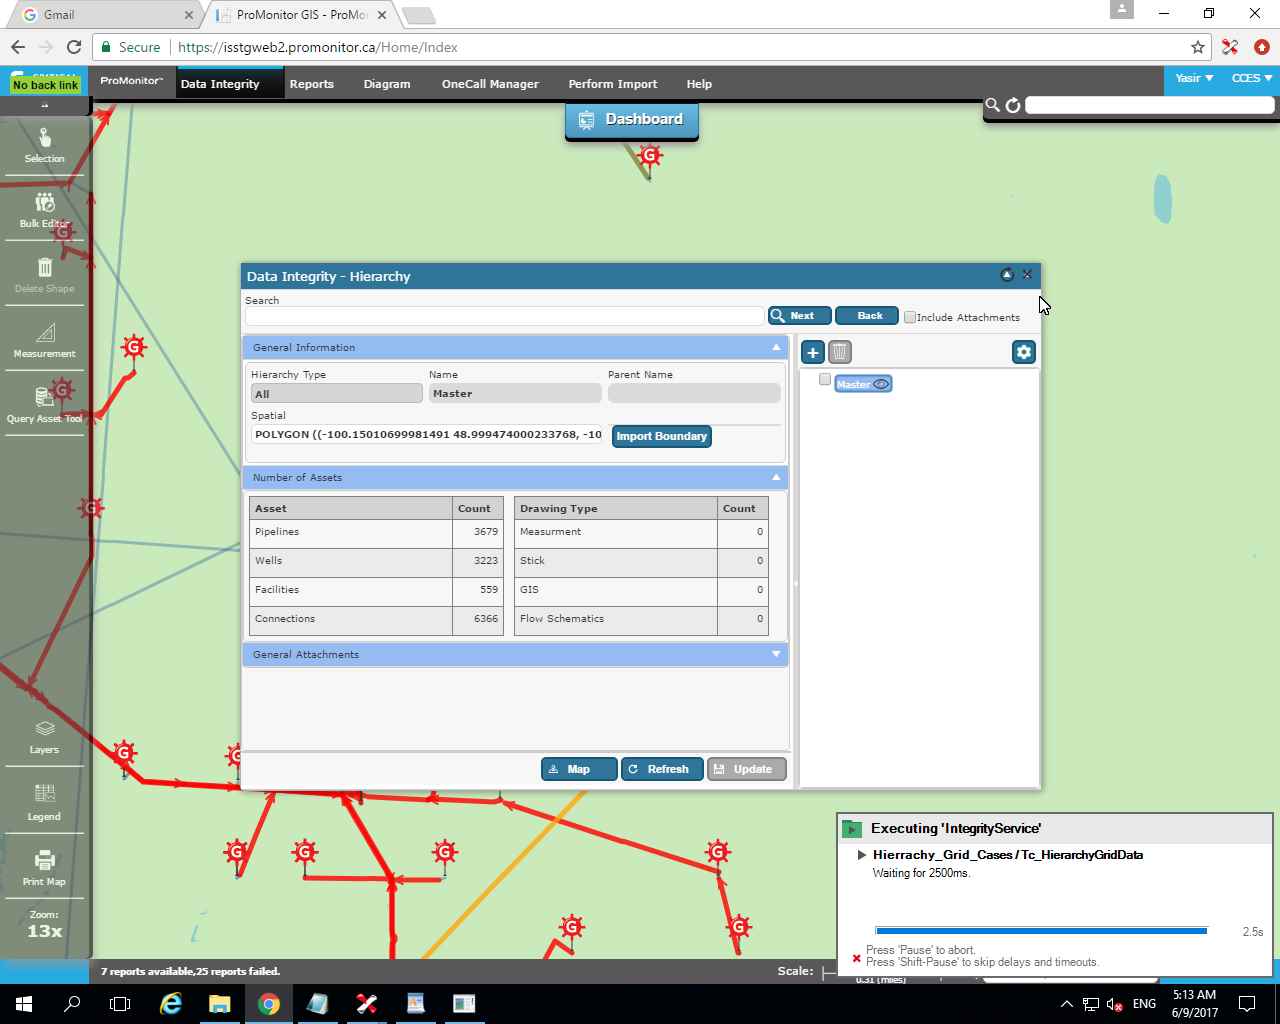 Gmail
ProMonitor GIS - ProMo
Secure
https://isstgweb2.promonitor.ca/Home/Index
No back link
ProMonitor™
Data Integrity
Reports
Diagram
OneCall Manager
Perform Import
Help
Yasir
CCES
Dashboard
Selection
Bulk Editor
Delete Shape
Measurement
Query Asset Tool
Layers
Legend
Print Map
Zoom:
13x
Data Integrity - Hierarchy
Search
Next
Back
Include Attachments
General Information
Hierarchy Type
Name
Parent Name
All
Master
Spatial
POLYGON ((-100.15010699981491 48.999474000233768, -10
Import Boundary
Master
Number of Assets
Asset Count
Pipelines 3679
Wells 3223
Facilities 559
Connections 6366
Drawing Type Count
Measurment 0
Stick 0
GIS 0
Flow Schematics 0
General Attachments
Map
Refresh
Update
G
G
G
G
G
G
G
G
G
G
G
G
G
Executing 'IntegrityService'
Hierrachy_Grid_Cases / Tc_HierarchyGridData
Waiting for 2500ms.
2.5s
Press 'Pause' to abort.
Press 'Shift-Pause' to skip delays and timeouts.
7 reports available,25 reports failed.
Scale:
0.31 (miles)
ENG
5:13 AM
6/9/2017